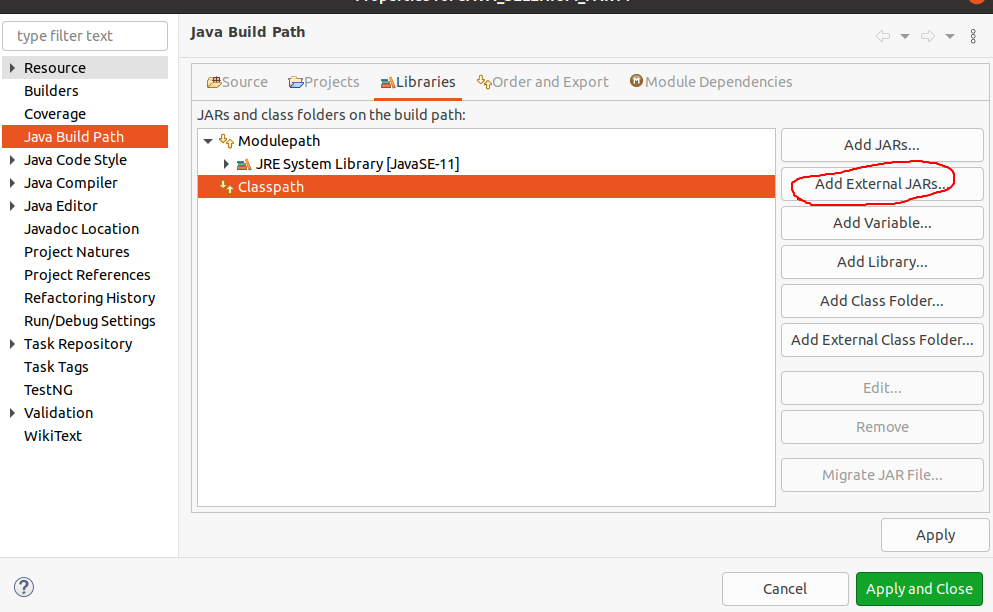 type filter text
Resource
Builders
Coverage
Java Build Path
Java Code Style
Java Compiler
Java Editor
Javadoc Location
Project Natures
Project References
Refactoring History
Run/Debug Settings
Task Repository
Task Tags
TestNG
Validation
WikiText
Java Build Path
Source Projects Libraries Order and Export Module Dependencies
JARs and class folders on the build path:
Modulepath
JRE System Library [JavaSE-11]
Classpath
Add JARs...
Add External JARs...
Add Variable...
Add Library...
Add Class Folder...
Add External Class Folder...
Edit...
Remove
Migrate JAR File...
Apply
?
Cancel
Apply and Close